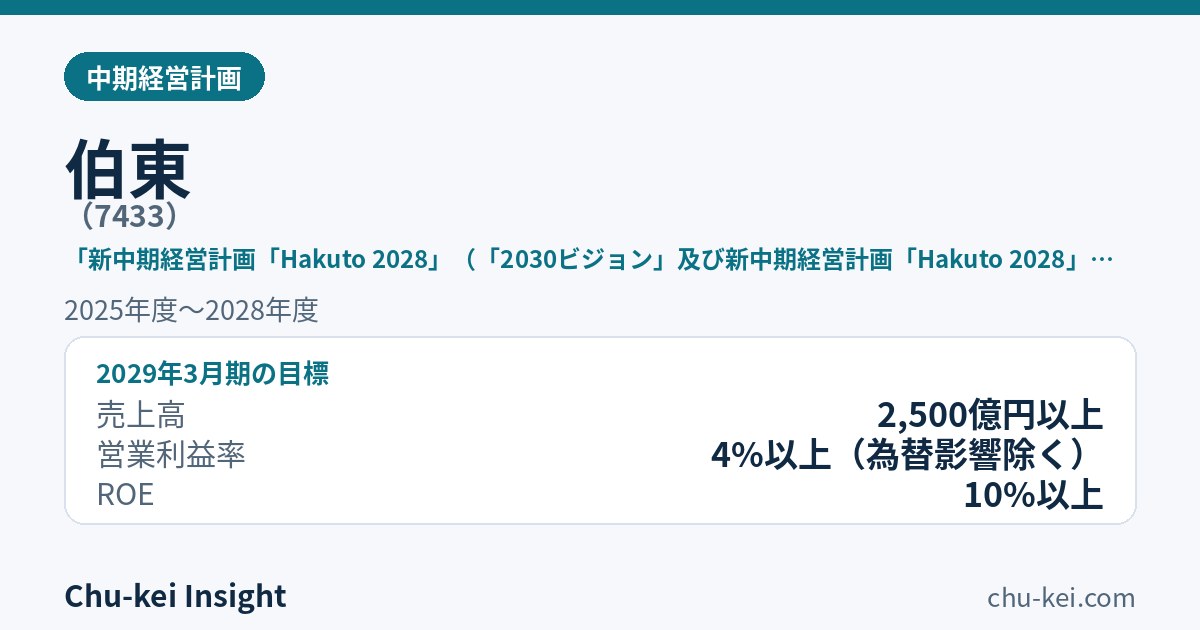 中期経営計画
伯東
（7433）
「新中期経営計画「Hakuto 2028」（「2030ビジョン」及び新中期経営計画「Hakuto 2028」…
2025年度～2028年度
2029年3月期の目標
売上高 2,500億円以上
営業利益率 4%以上（為替影響除く）
ROE 10%以上
Chu-kei Insight chu-kei.com